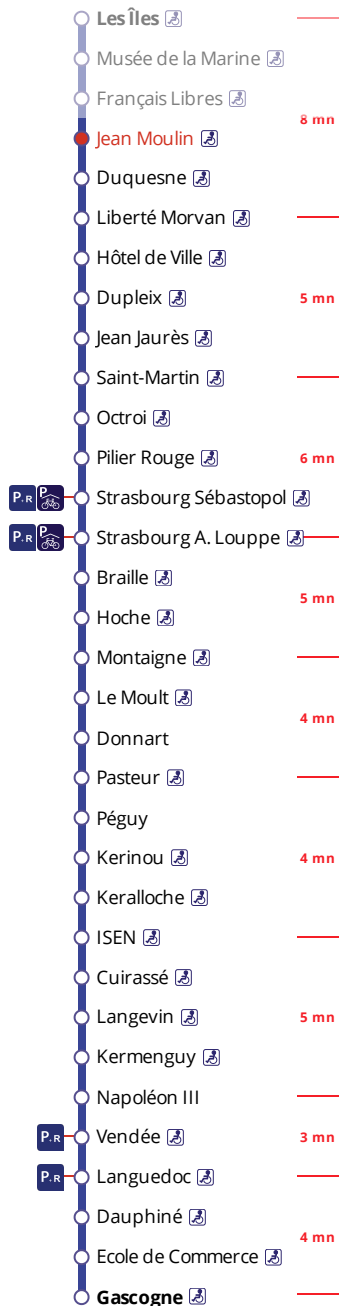 Les Îles
Musée de la Marine
Français Libres
8 mn
Jean Moulin
Duquesne
Liberté Morvan
Hôtel de Ville
Dupleix 5 mn
Jean Jaurès
Saint-Martin
Octroi
Pilier Rouge 6 mn
P+R P Strasbourg Sébastopol
P+R P Strasbourg A. Louppe
Braille
5 mn
Hoche
Montaigne
Le Moult
4 mn
Donnart
Pasteur
Péguy
Kerinou 4 mn
Keralloche
ISEN
Cuirassé
Langevin 5 mn
Kermenguy
Napoléon III
P+R Vendée 3 mn
P+R Languedoc
Dauphiné
4 mn
Ecole de Commerce
Gascogne